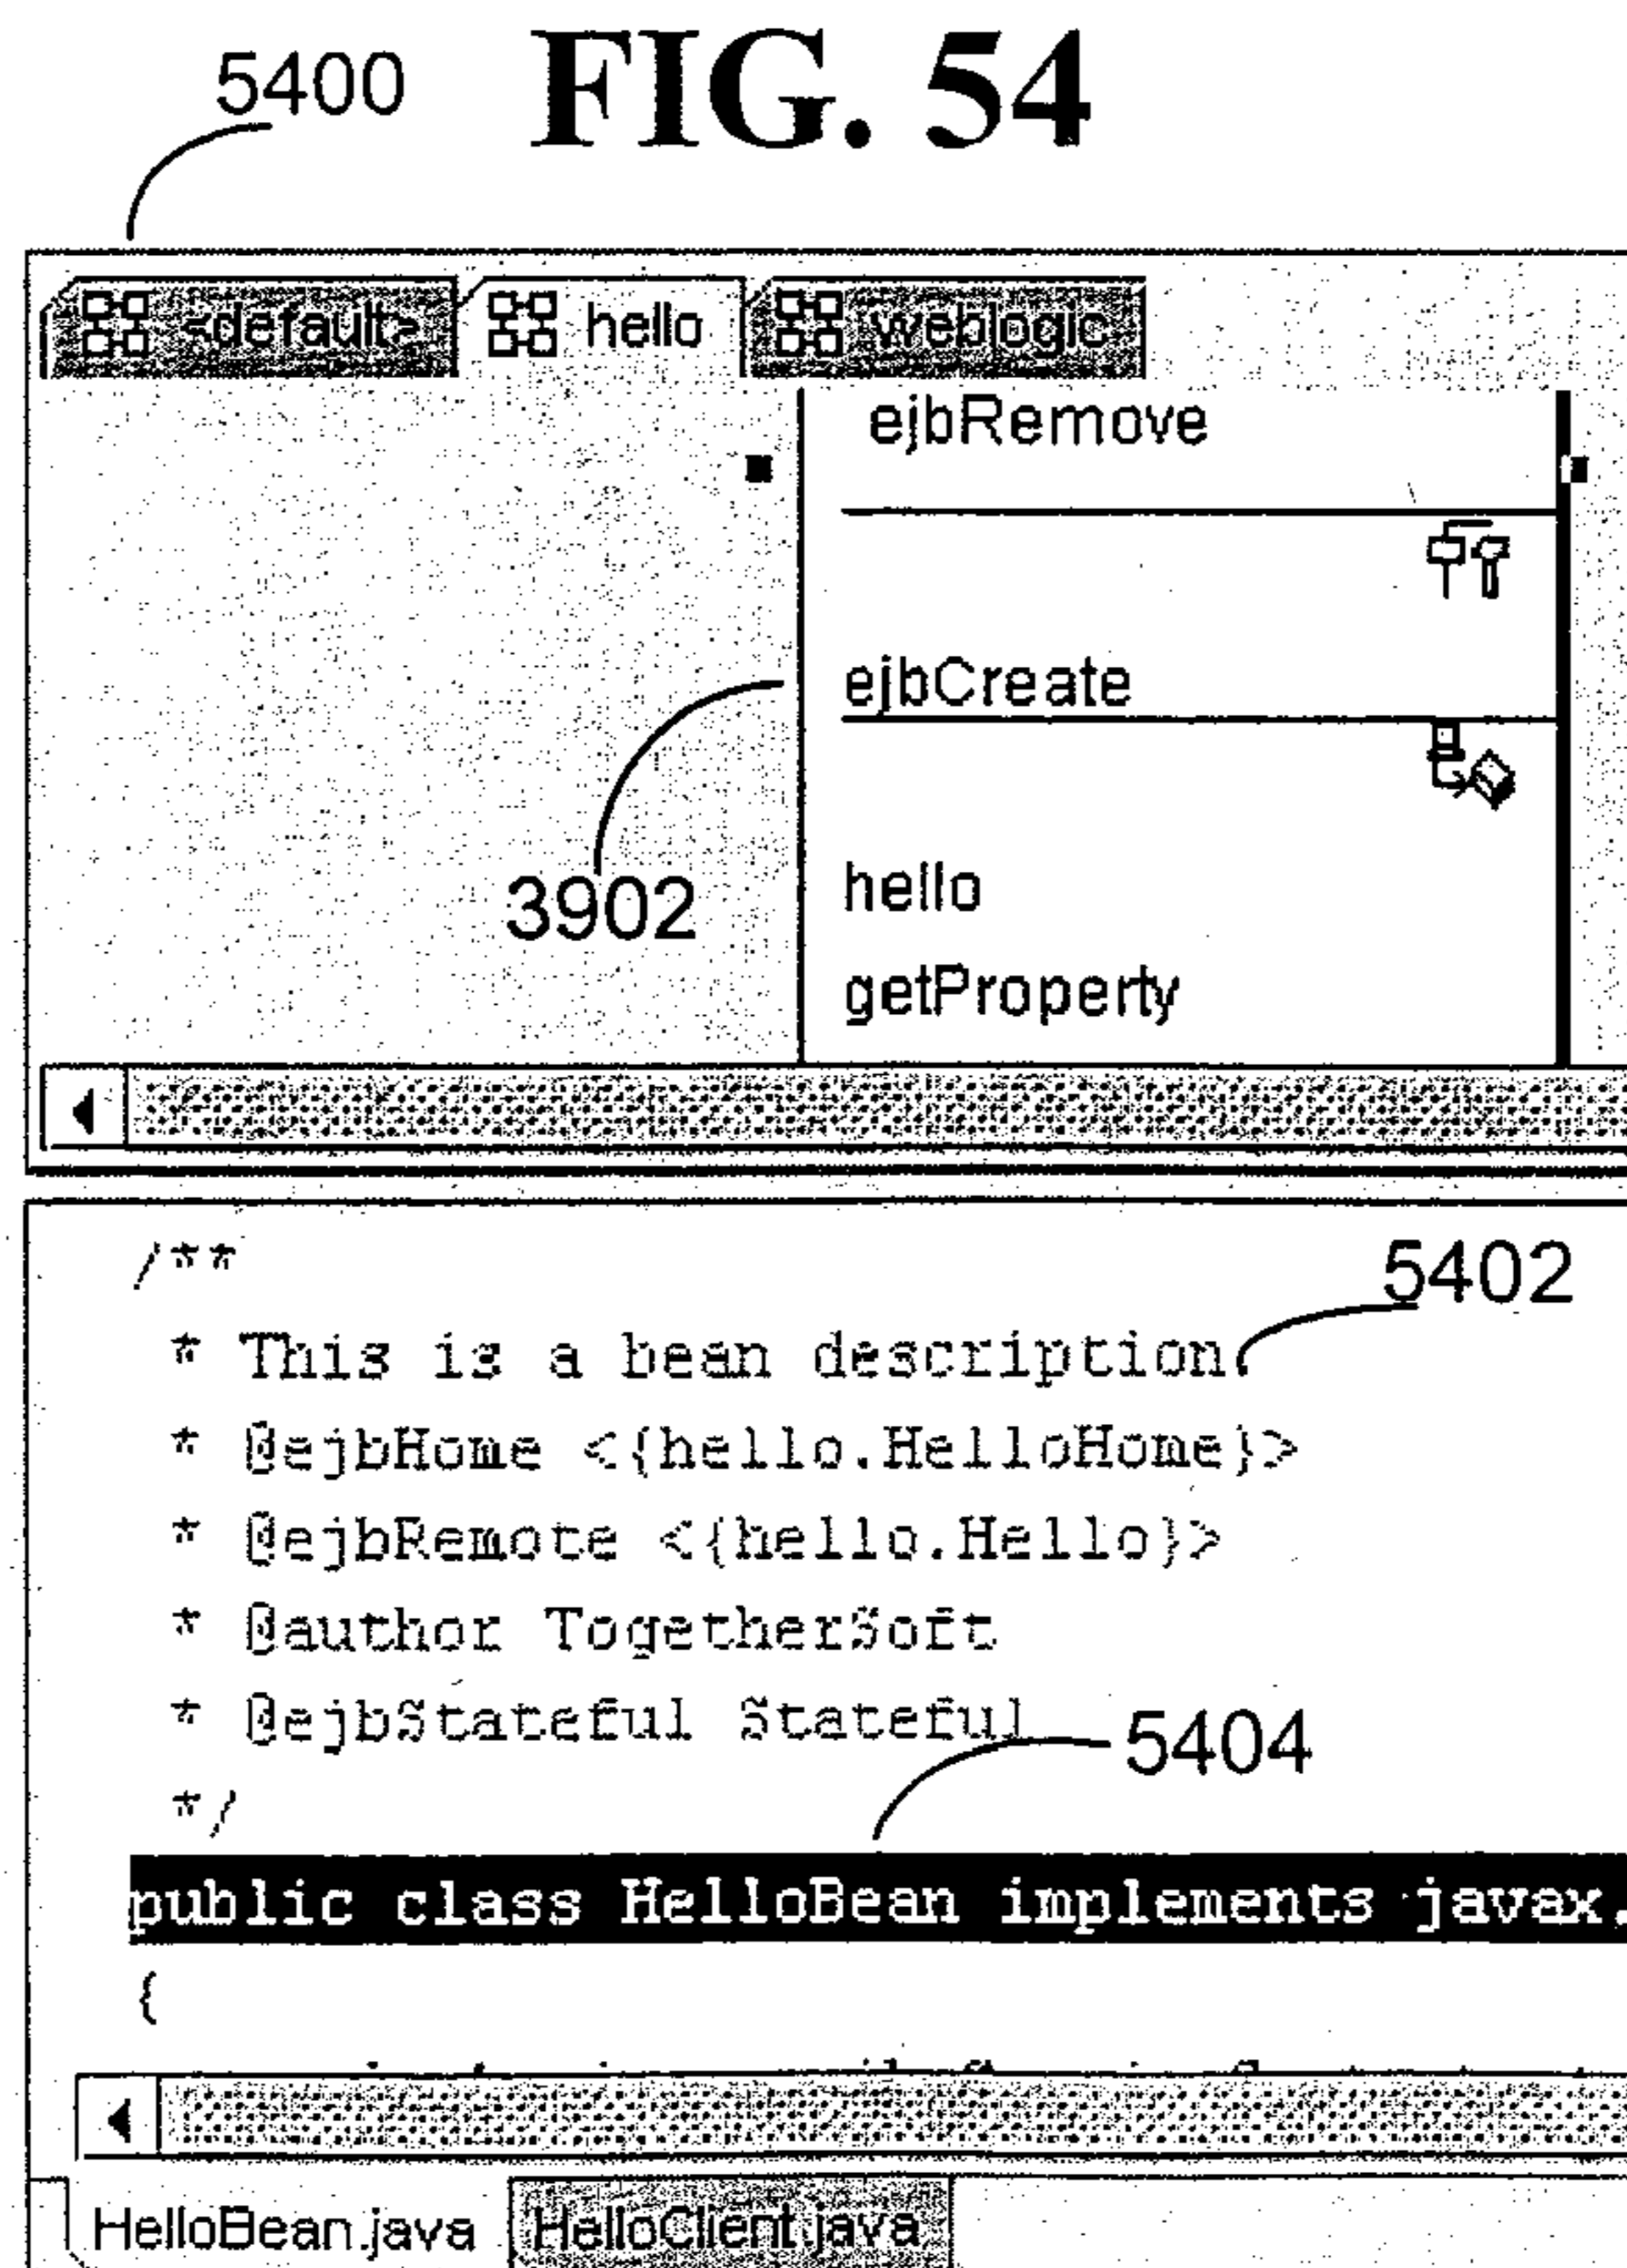 5400 FIG. 54
<default> hello weblogic
ejbRemove
ejbCreate
3902
hello
getProperty
/**
5402
* This is a bean description.
* @ejbHome <{hello.HelloHome}>
* @ejbRemote <{hello.Hello}>
* @author TogetherSoft
* @ejbStateful Stateful
5404
*/
public class HelloBean implements javax.
{
HelloBean.java HelloClient.java